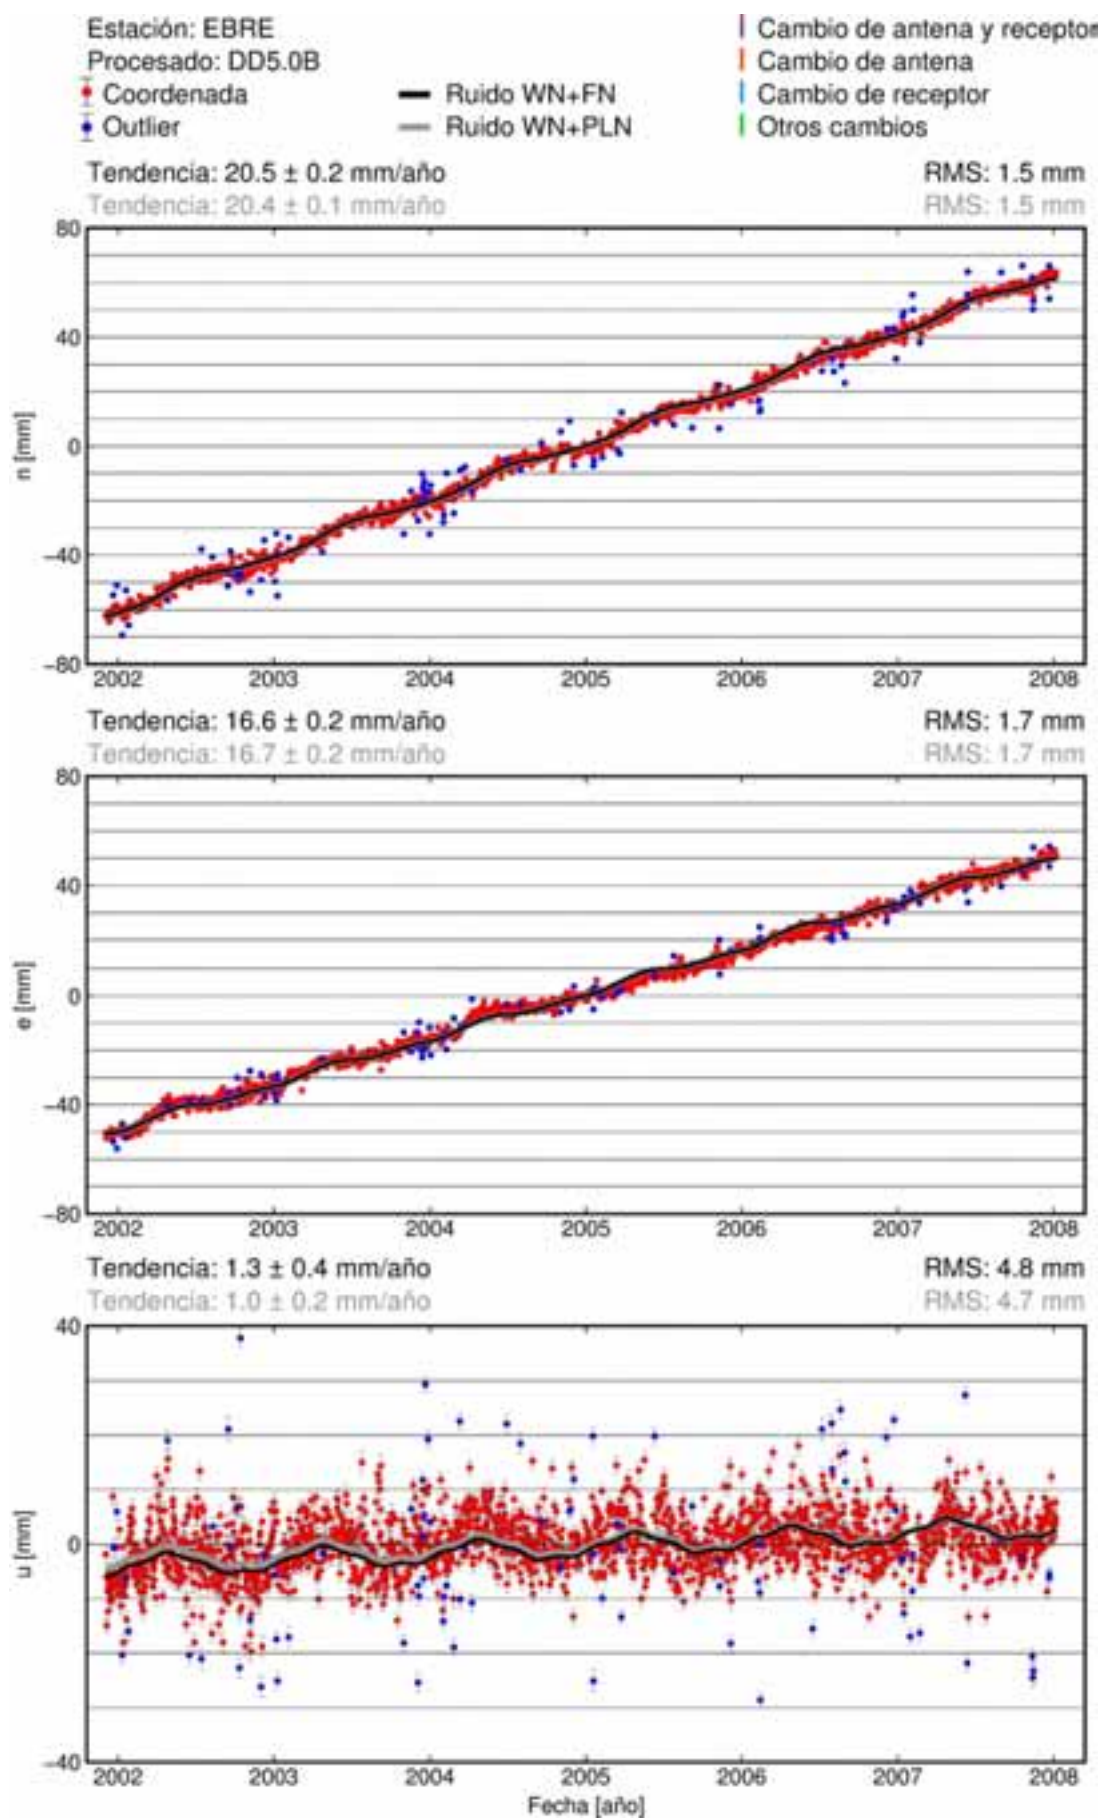 Estación: EBRE
Procesado: DD5.0B
Coordenada
Outlier
Ruido WN+FN
Ruido WN+PLN
Cambio de antena y receptor
Cambio de antena
Cambio de receptor
Otros cambios
Tendencia: 20.5 ± 0.2 mm/año
RMS: 1.5 mm
Tendencia: 20.4 ± 0.1 mm/año
RMS: 1.5 mm
80
40
0
−40
−80
n [mm]
2002 2003 2004 2005 2006 2007 2008
Tendencia: 16.6 ± 0.2 mm/año
RMS: 1.7 mm
Tendencia: 16.7 ± 0.2 mm/año
RMS: 1.7 mm
80
40
0
−40
−80
e [mm]
2002 2003 2004 2005 2006 2007 2008
Tendencia: 1.3 ± 0.4 mm/año
RMS: 4.8 mm
Tendencia: 1.0 ± 0.2 mm/año
RMS: 4.7 mm
40
20
0
−20
−40
u [mm]
2002 2003 2004 2005 2006 2007 2008
Fecha [año]